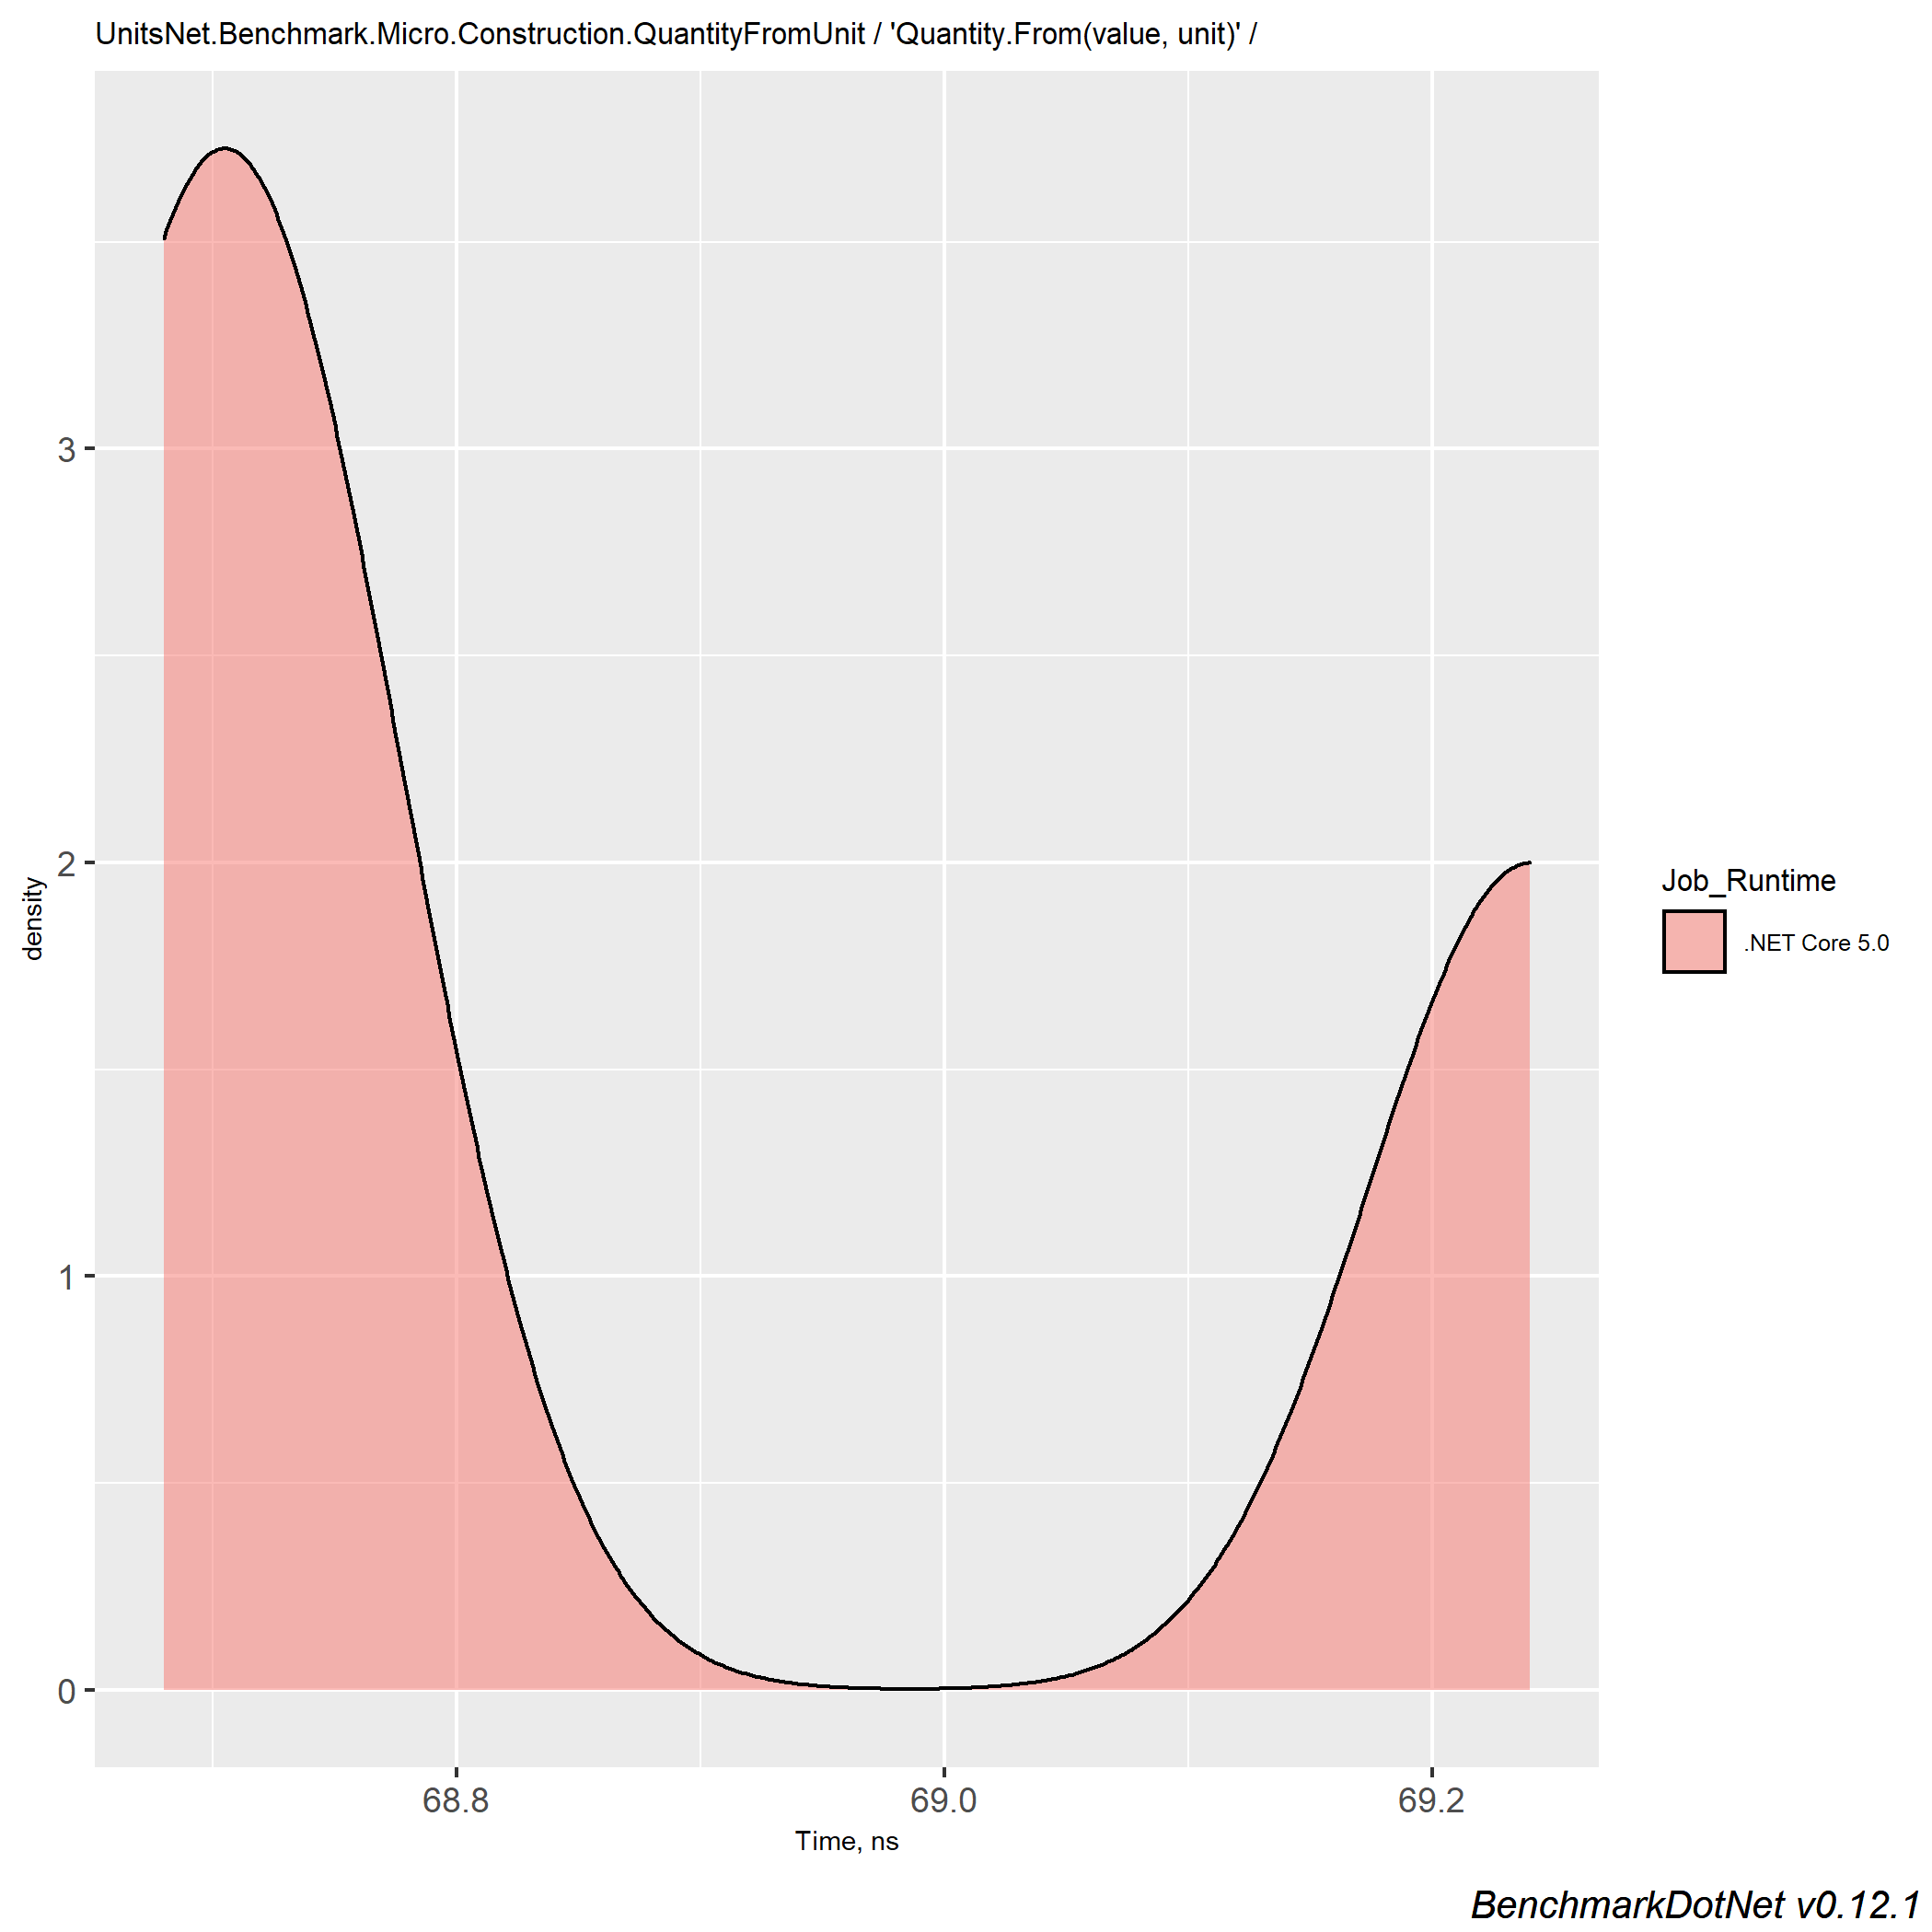 UnitsNet.Benchmark.Micro.Construction.QuantityFromUnit / 'Quantity.From(value, unit)' /
3
2
1
0
density
68.8 69.0 69.2
Time, ns
Job_Runtime
.NET Core 5.0
BenchmarkDotNet v0.12.1